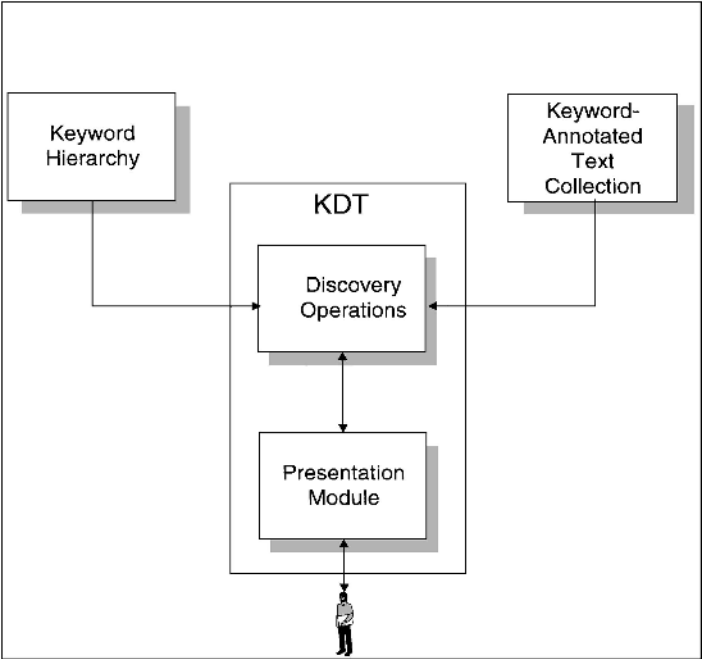 Keyword
Hierarchy
Keyword-
Annotated
Text
Collection
KDT
Discovery
Operations
Presentation
Module